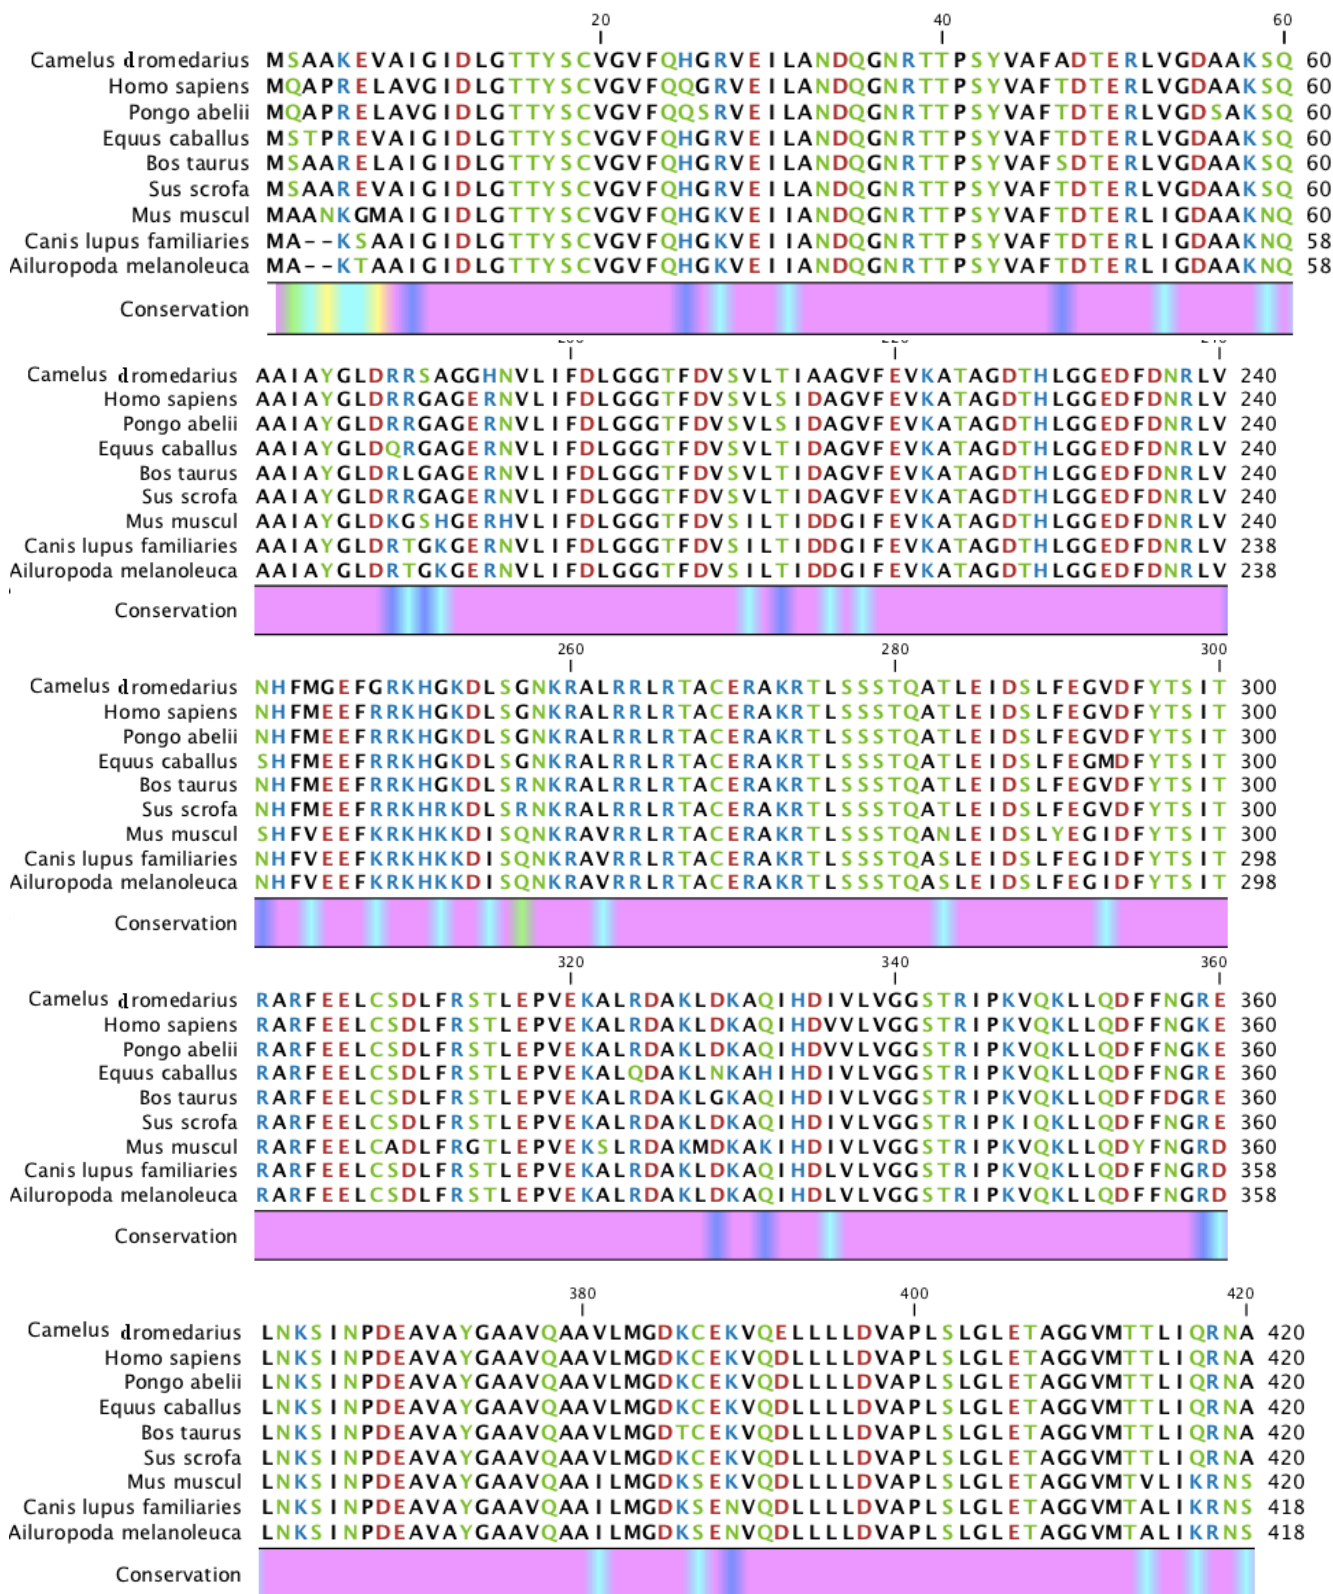 20 40 60
Camelus dromedarius MSAAKEVAIGIDLGTTYSCVGVFQHGRVEILANDQGNRTTPSYVAFADTERLVGDAAKSQ 60
Homo sapiens MQAPRELAVGIDLGTTYSCVGVFQQGRVEILANDQGNRTTPSYVAFTDTERLVGDAAKSQ 60
Pongo abelii MQAPRELAVGIDLGTTYSCVGVFQQSRVEILANDQGNRTTPSYVAFTDTERLVGDSAKSQ 60
Equus caballus MSTPREVAIGIDLGTTYSCVGVFQHGRVEILANDQGNRTTPSYVAFTDTERLVGDAAKSQ 60
Bos taurus MSAARELAIGIDLGTTYSCVGVFQHGRVEILANDQGNRTTPSYVAFSDTERLVGDAAKSQ 60
Sus scrofa MSAAREVAIGIDLGTTYSCVGVFQHGRVEILANDQGNRTTPSYVAFTDTERLVGDAAKSQ 60
Mus muscul MAANKGMAIGIDLGTTYSCVGVFQHGKVEIIANDQGNRTTPSYVAFTDTERLIGDAAKNQ 60
Canis lupus familiaries MA--KSAAIGIDLGTTYSCVGVFQHGKVEIIANDQGNRTTPSYVAFTDTERLIGDAAKNQ 58
Ailuropoda melanoleuca MA--KTAAIGIDLGTTYSCVGVFQHGKVEIIANDQGNRTTPSYVAFTDTERLIGDAAKNQ 58
Conservation
200 220 240
Camelus dromedarius AAIAYGLDRRSAGGHNVLIFDLGGGTFDVSVLTIAAGVFEVKATAGDTHLGGEDFDNRLV 240
Homo sapiens AAIAYGLDRRGAGERNVLIFDLGGGTFDVSVLSIDAGVFEVKATAGDTHLGGEDFDNRLV 240
Pongo abelii AAIAYGLDRRGAGERNVLIFDLGGGTFDVSVLSIDAGVFEVKATAGDTHLGGEDFDNRLV 240
Equus caballus AAIAYGLDQRGAGERNVLIFDLGGGTFDVSVLTIDAGVFEVKATAGDTHLGGEDFDNRLV 240
Bos taurus AAIAYGLDRLGAGERNVLIFDLGGGTFDVSVLTIDAGVFEVKATAGDTHLGGEDFDNRLV 240
Sus scrofa AAIAYGLDRRGAGERNVLIFDLGGGTFDVSVLTIDAGVFEVKATAGDTHLGGEDFDNRLV 240
Mus muscul AAIAYGLDKGSHGERHVLIFDLGGGTFDVSILTIDDGIFEVKATAGDTHLGGEDFDNRLV 240
Canis lupus familiaries AAIAYGLDRTGKGERNVLIFDLGGGTFDVSILTIDDGIFEVKATAGDTHLGGEDFDNRLV 238
Ailuropoda melanoleuca AAIAYGLDRTGKGERNVLIFDLGGGTFDVSILTIDDGIFEVKATAGDTHLGGEDFDNRLV 238
Conservation
260 280 300
Camelus dromedarius NHFMGEFGRKHGKDLSGNKRALRRLRTACERAKRTLSSSTQATLEIDSLFEGVDFYTSIT 300
Homo sapiens NHFMEEFRRKHGKDLSGNKRALRRLRTACERAKRTLSSSTQATLEIDSLFEGVDFYTSIT 300
Pongo abelii NHFMEEFRRKHGKDLSGNKRALRRLRTACERAKRTLSSSTQATLEIDSLFEGVDFYTSIT 300
Equus caballus SHFMEEFRRKHGKDLSGNKRALRRLRTACERAKRTLSSSTQATLEIDSLFEGMDFYTSIT 300
Bos taurus NHFMEEFRRKHGKDLSRNKRALRRLRTACERAKRTLSSSTQATLEIDSLFEGVDFYTSIT 300
Sus scrofa NHFMEEFRRKHRKDLSRNKRALRRLRTACERAKRTLSSSTQATLEIDSLFEGVDFYTSIT 300
Mus muscul SHFVEEFKRKHKKDISQNKRAVRRLRTACERAKRTLSSSTQANLEIDSLYEGIDFYTSIT 300
Canis lupus familiaries NHFVEEFKRKHKKDISQNKRAVRRLRTACERAKRTLSSSTQASLEIDSLFEGIDFYTSIT 298
Ailuropoda melanoleuca NHFVEEFKRKHKKDISQNKRAVRRLRTACERAKRTLSSSTQASLEIDSLFEGIDFYTSIT 298
Conservation
320 340 360
Camelus dromedarius RARFEELCSDLFRSTLEPVEKALRDAKLDKAQIHDIVLVGGSTRIPKVQKLLQDFFNGRE 360
Homo sapiens RARFEELCSDLFRSTLEPVEKALRDAKLDKAQIHDVVLVGGSTRIPKVQKLLQDFFNGKE 360
Pongo abelii RARFEELCSDLFRSTLEPVEKALRDAKLDKAQIHDVVLVGGSTRIPKVQKLLQDFFNGKE 360
Equus caballus RARFEELCSDLFRSTLEPVEKALQDAKLNKAHIHDIVLVGGSTRIPKVQKLLQDFFNGRE 360
Bos taurus RARFEELCSDLFRSTLEPVEKALRDAKLGKAQIHDIVLVGGSTRIPKVQKLLQDFFDGRE 360
Sus scrofa RARFEELCSDLFRSTLEPVEKALRDAKLDKAQIHDIVLVGGSTRIPKIQKLLQDFFNGRE 360
Mus muscul RARFEELCADLFRGTLEPVEKSLRDAKMDKAKIHDIVLVGGSTRIPKVQKLLQDYFNGRD 360
Canis lupus familiaries RARFEELCSDLFRSTLEPVEKALRDAKLDKAQIHDLVLVGGSTRIPKVQKLLQDFFNGRD 358
Ailuropoda melanoleuca RARFEELCSDLFRSTLEPVEKALRDAKLDKAQIHDLVLVGGSTRIPKVQKLLQDFFNGRD 358
Conservation
380 400 420
Camelus dromedarius LNKSINPDEAVAYGAAVQAAVLMGDKCEKVQELLLLDVAPLSLGLETAGGVMTTLIQRNA 420
Homo sapiens LNKSINPDEAVAYGAAVQAAVLMGDKCEKVQDLLLLDVAPLSLGLETAGGVMTTLIQRNA 420
Pongo abelii LNKSINPDEAVAYGAAVQAAVLMGDKCEKVQDLLLLDVAPLSLGLETAGGVMTTLIQRNA 420
Equus caballus LNKSINPDEAVAYGAAVQAAVLMGDKCEKVQDLLLLDVAPLSLGLETAGGVMTTLIQRNA 420
Bos taurus LNKSINPDEAVAYGAAVQAAVLMGDTCEKVQDLLLLDVAPLSLGLETAGGVMTTLIQRNA 420
Sus scrofa LNKSINPDEAVAYGAAVQAAVLMGDKCEKVQDLLLLDVAPLSLGLETAGGVMTTLIQRNA 420
Mus muscul LNKSINPDEAVAYGAAVQAAILMGDKSEKVQDLLLLDVAPLSLGLETAGGVMTVLIKRNS 420
Canis lupus familiaries LNKSINPDEAVAYGAAVQAAILMGDKSENVQDLLLLDVAPLSLGLETAGGVMTALIKRNS 418
Ailuropoda melanoleuca LNKSINPDEAVAYGAAVQAAILMGDKSENVQDLLLLDVAPLSLGLETAGGVMTALIKRNS 418
Conservation